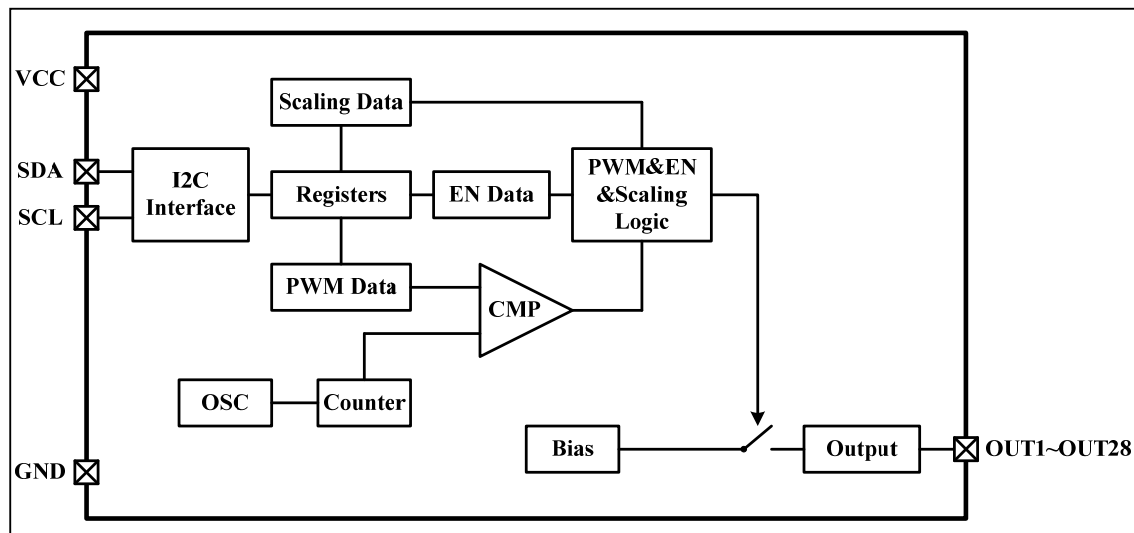 VCC
Scaling Data
SDA
I2C
Interface
Registers
EN Data
PWM&EN
&Scaling
Logic
SCL
PWM Data
CMP
OSC
Counter
GND
Bias
Output
OUT1~OUT28